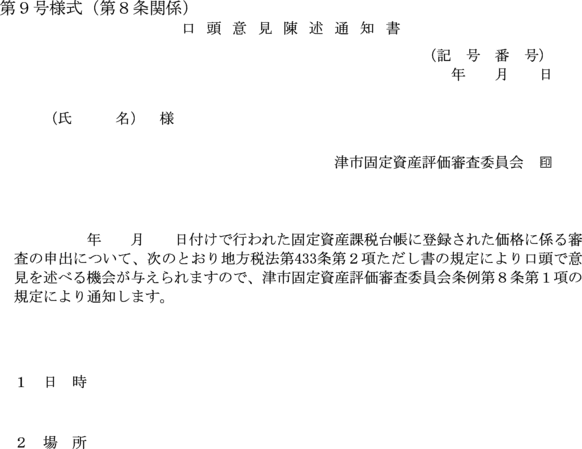 第９号様式（第８条関係）
口　頭　意　見　陳　述　通　知　書
（記　号　番　号）
年　　月　　日
（氏　　　名）　様
津市固定資産評価審査委員会　印
年　　月　　日付けで行われた固定資産課税台帳に登録された価格に係る審
査の申出について、次のとおり地方税法第433条第２項ただし書の規定により口頭で意
見を述べる機会が与えられますので、津市固定資産評価審査委員会条例第８条第１項の
規定により通知します。
１　日　時
２　場　所